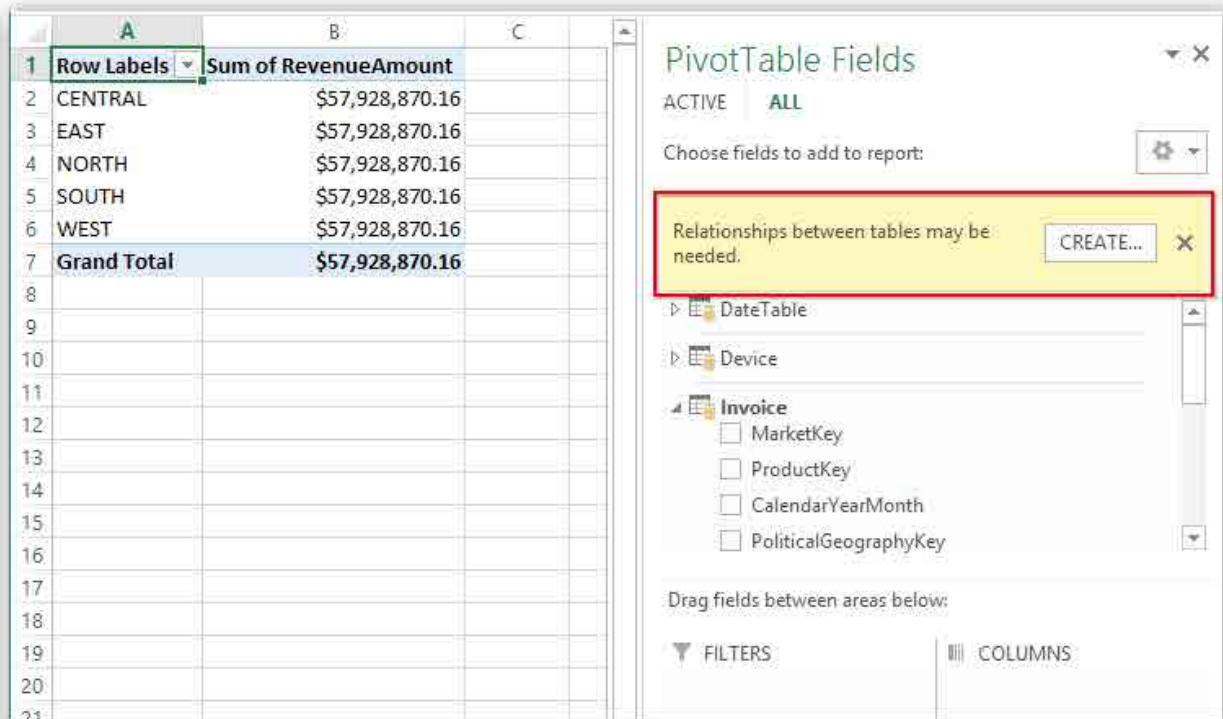 A B C
1 Row Labels Sum of RevenueAmount
2 CENTRAL $57,928,870.16
3 EAST $57,928,870.16
4 NORTH $57,928,870.16
5 SOUTH $57,928,870.16
6 WEST $57,928,870.16
7 Grand Total $57,928,870.16
8
9
10
11
12
13
14
15
16
17
18
19
20
21
PivotTable Fields
ACTIVE ALL
Choose fields to add to report:
Relationships between tables may be
needed.
CREATE...
DateTable
Device
Invoice
MarketKey
ProductKey
CalendarYearMonth
PoliticalGeographyKey
Drag fields between areas below:
FILTERS COLUMNS